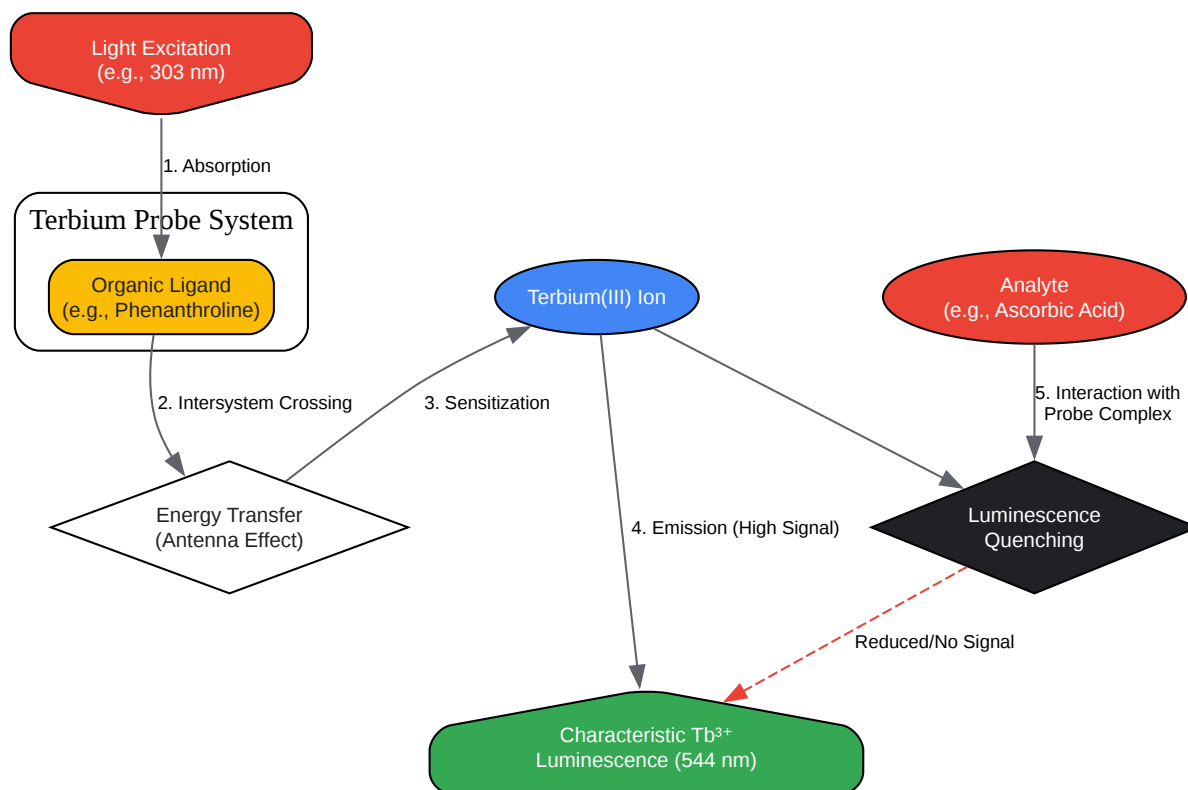 Light Excitation
(e.g., 303 nm)
1. Absorption
Terbium Probe System
Organic Ligand
(e.g., Phenanthroline)
Terbium(III) Ion
Analyte
(e.g., Ascorbic Acid)
2. Intersystem Crossing
3. Sensitization
5. Interaction with
Probe Complex
Energy Transfer
(Antenna Effect)
4. Emission (High Signal)
Luminescence
Quenching
Reduced/No Signal
Characteristic Tb³⁺
Luminescence (544 nm)